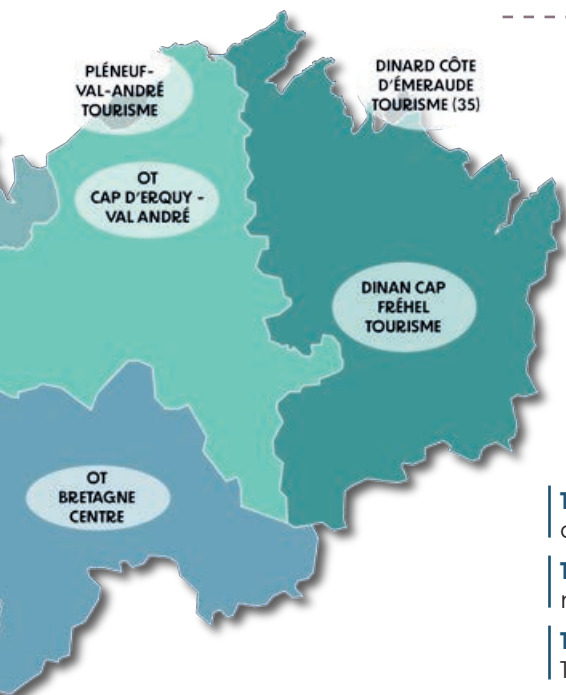 PLÉNEUF-
VAL-ANDRÉ
TOURISME
DINARD CÔTE
D'ÉMERAUDE
TOURISME (35)
OT
CAP D'ERQUY -
VAL ANDRÉ
DINAN CAP
FRÉHEL
TOURISME
OT
BRETAGNE
CENTRE